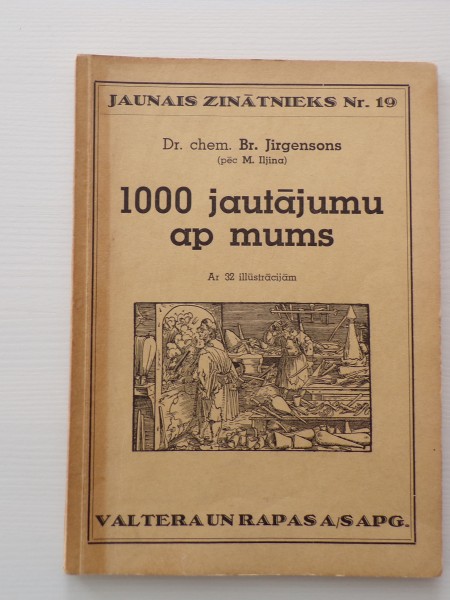 JAUNAIS ZINĀTNIEKS Nr. 19
Dr. chem. Br. Jirgensons
(pēc M. Iljina)
1000 jautājumu
ap mums
Ar 32 illūstrācijām
VALTERA UN RAPAS A/S APG.